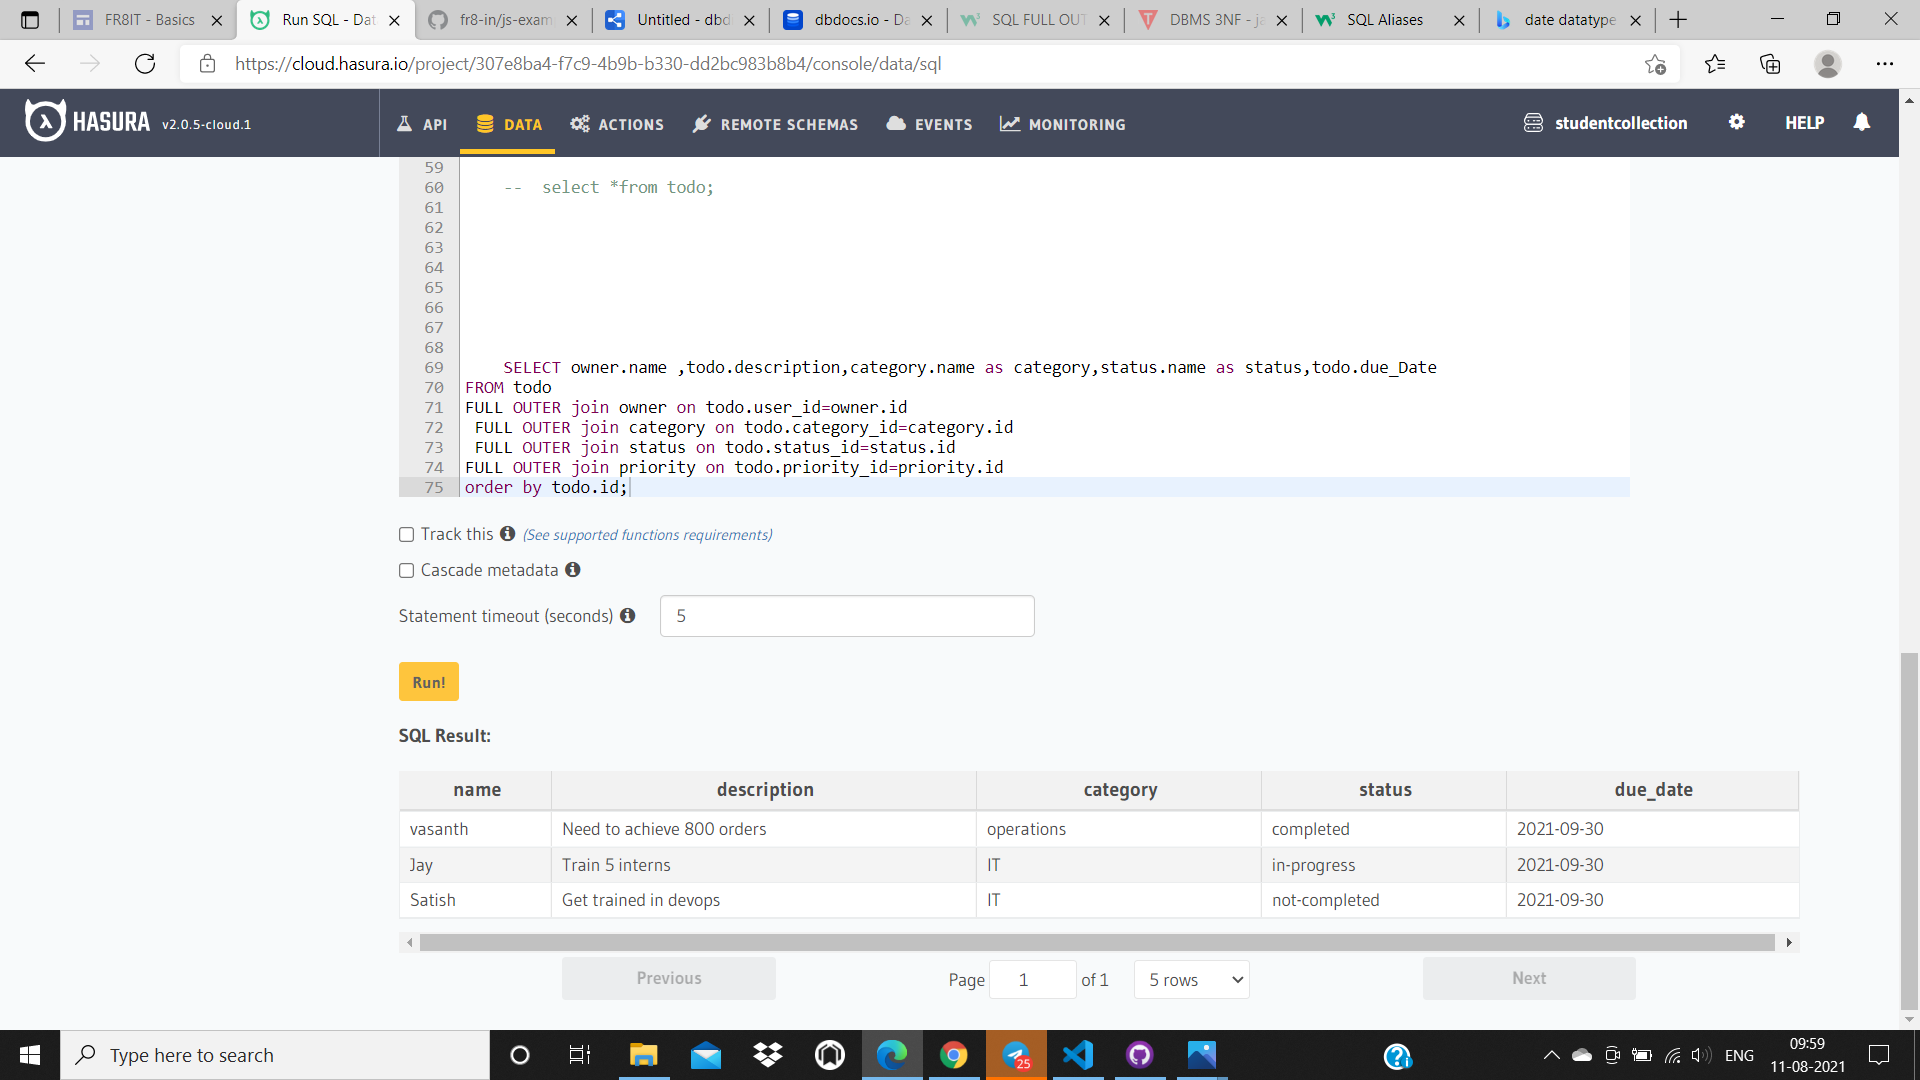 FR8IT - Basics
Run SQL - Dat
fr8-in/js-exam
Untitled - dbd
dbdocs.io - Da
SQL FULL OUT
DBMS 3NF - ja
SQL Aliases
date datatype
https://cloud.hasura.io/project/307e8ba4-f7c9-4b9b-b330-dd2bc983b8b4/console/data/sql
HASURA v2.0.5-cloud.1
API
DATA
ACTIONS
REMOTE SCHEMAS
EVENTS
MONITORING
studentcollection
HELP
59
60 -- select *from todo;
61
62
63
64
65
66
67
68
69 SELECT owner.name ,todo.description,category.name as category,status.name as status,todo.due_Date
70 FROM todo
71 FULL OUTER join owner on todo.user_id=owner.id
72 FULL OUTER join category on todo.category_id=category.id
73 FULL OUTER join status on todo.status_id=status.id
74 FULL OUTER join priority on todo.priority_id=priority.id
75 order by todo.id;
Track this (See supported functions requirements)
Cascade metadata
Statement timeout (seconds) 5
Run!
SQL Result:
name description category status due_date
vasanth Need to achieve 800 orders operations completed 2021-09-30
Jay Train 5 interns IT in-progress 2021-09-30
Satish Get trained in devops IT not-completed 2021-09-30
Previous Page 1 of 1 5 rows Next
Type here to search
25
ENG
09:59
11-08-2021